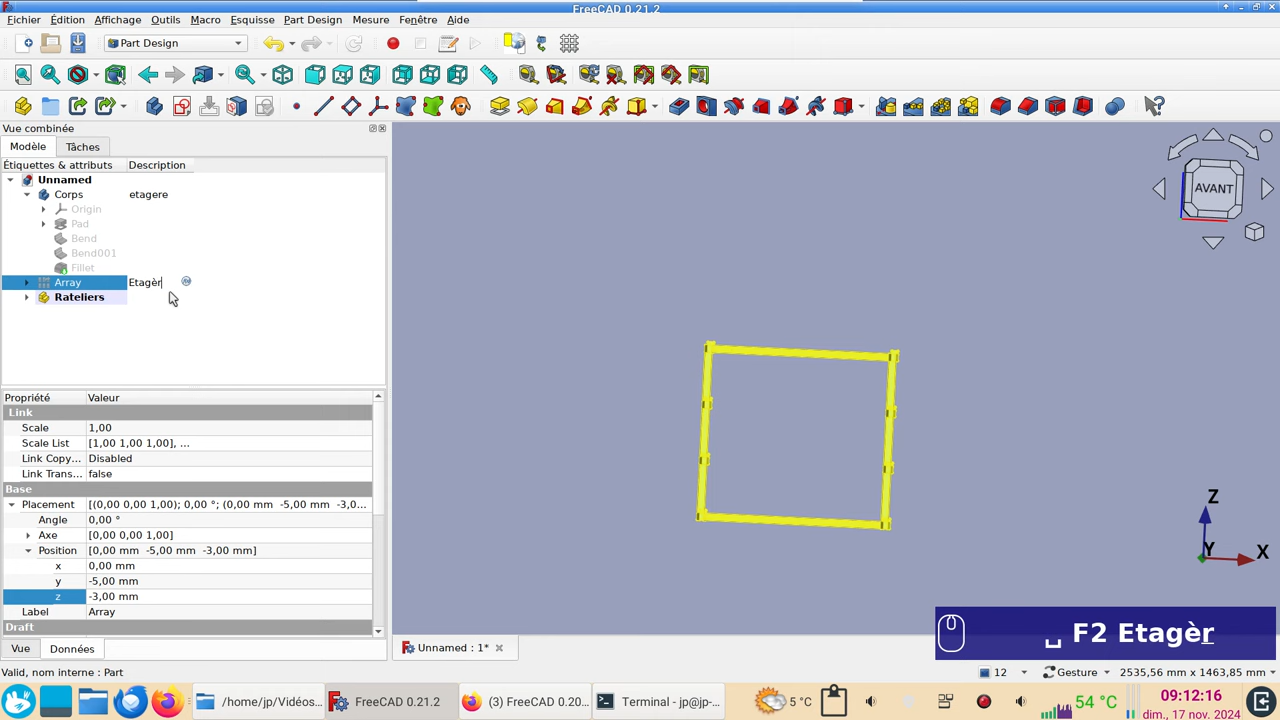 FreeCAD 0.21.2
Fichier Édition Affichage Outils Macro Esquisse Part Design Mesure Fenêtre Aide
Part Design
Vue combinée
Modèle Tâches
Étiquettes & attributs Description
Unnamed
Corps etagere
Origin
Pad
Bend
Bend001
Fillet
Array Etagèr
Rateliers
Propriété Valeur
Link
Scale 1,00
Scale List [1,00 1,00 1,00], ...
Link Copy... Disabled
Link Trans... false
Base
Placement [(0,00 0,00 1,00); 0,00 °; (0,00 mm -5,00 mm -3,0...
Angle 0,00 °
Axe [0,00 0,00 1,00]
Position [0,00 mm -5,00 mm -3,00 mm]
x 0,00 mm
y -5,00 mm
z -3,00 mm
Label Array
Draft
Vue Données
AVANT
Z
Y X
␣ F2 Etagèr
Unnamed : 1*
Valid, nom interne : Part
12 Gesture 2535,56 mm x 1463,85 mm
/home/jp/Vidéos... FreeCAD 0.21.2 (3) FreeCAD 0.20... Terminal - jp@jp-... 5 °C 54 °C 09:12:16
dim., 17 nov. 2024